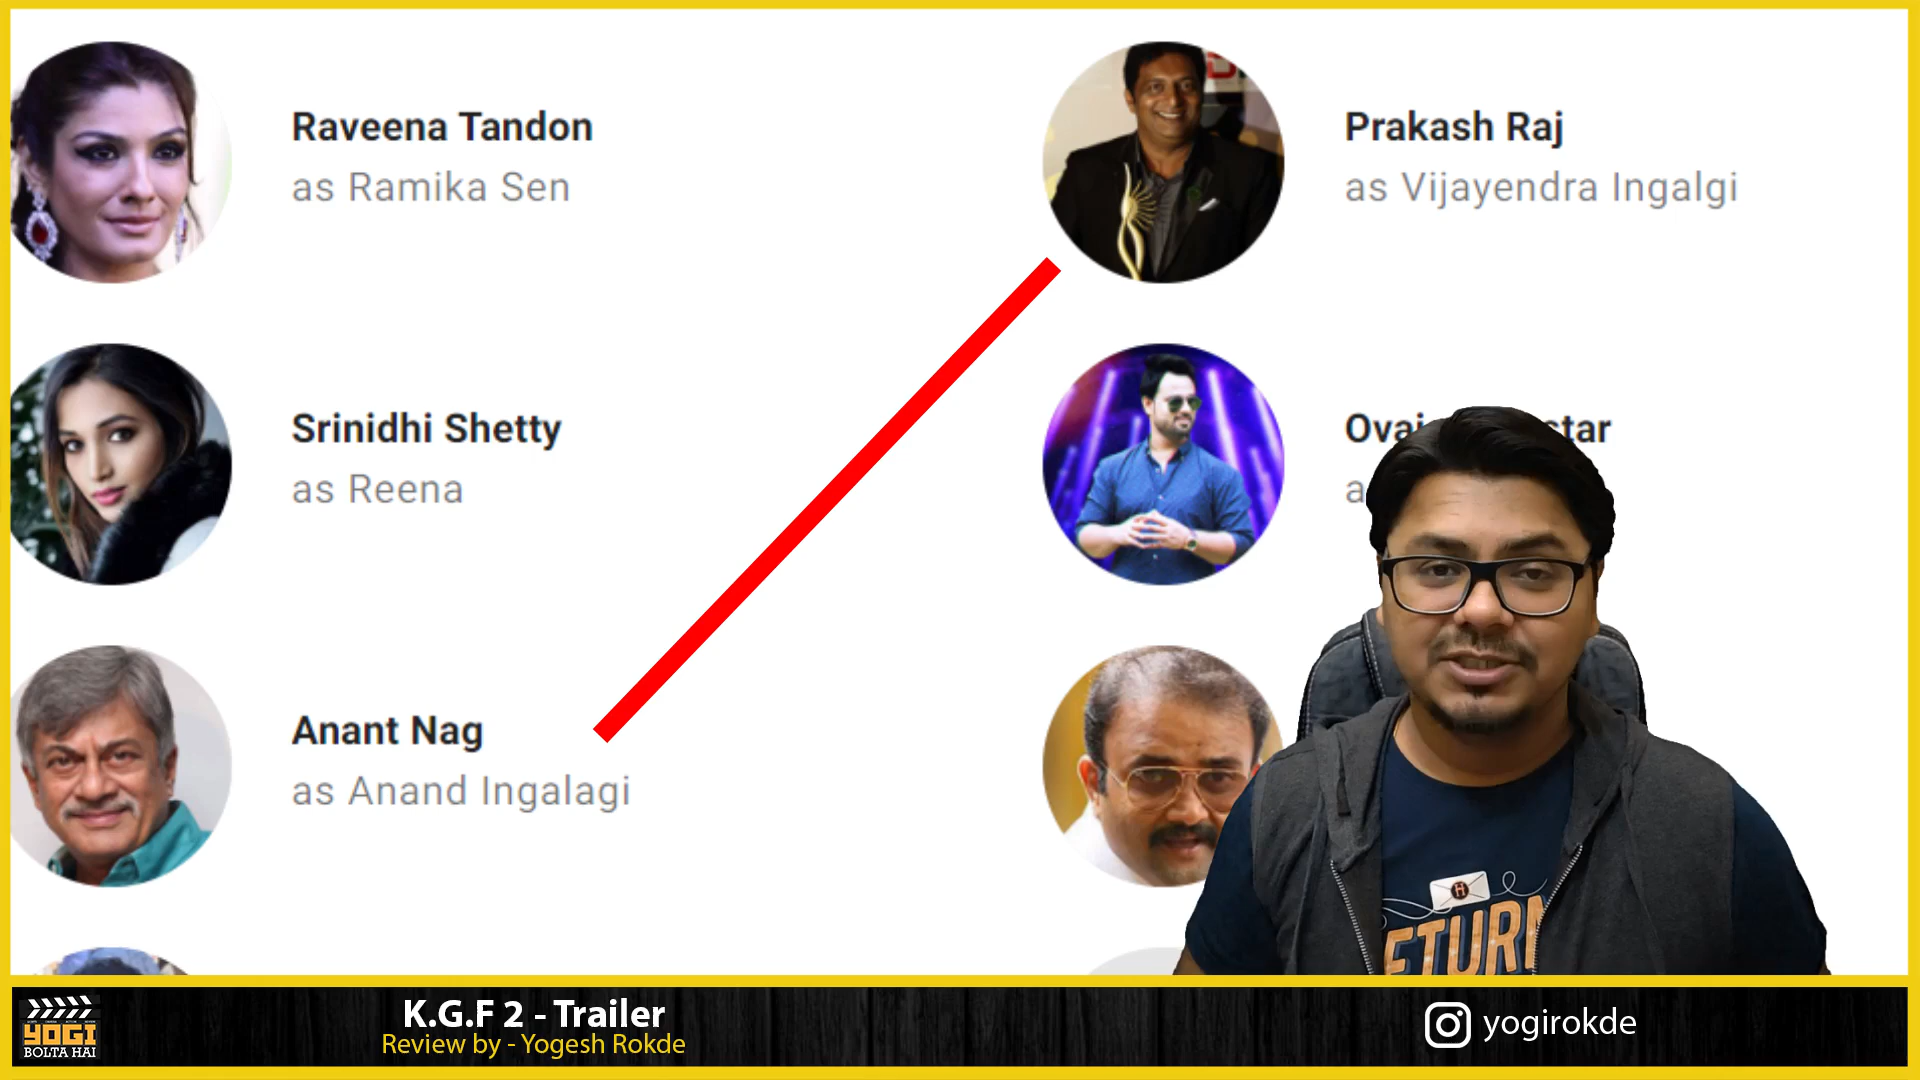 Raveena Tandon
as Ramika Sen
Prakash Raj
as Vijayendra Ingalgi
Srinidhi Shetty
as Reena
Anant Nag
as Anand Ingalagi
H
YOGI
BOLTA HAI
K.G.F 2 - Trailer
Review by - Yogesh Rokde
yogirokde